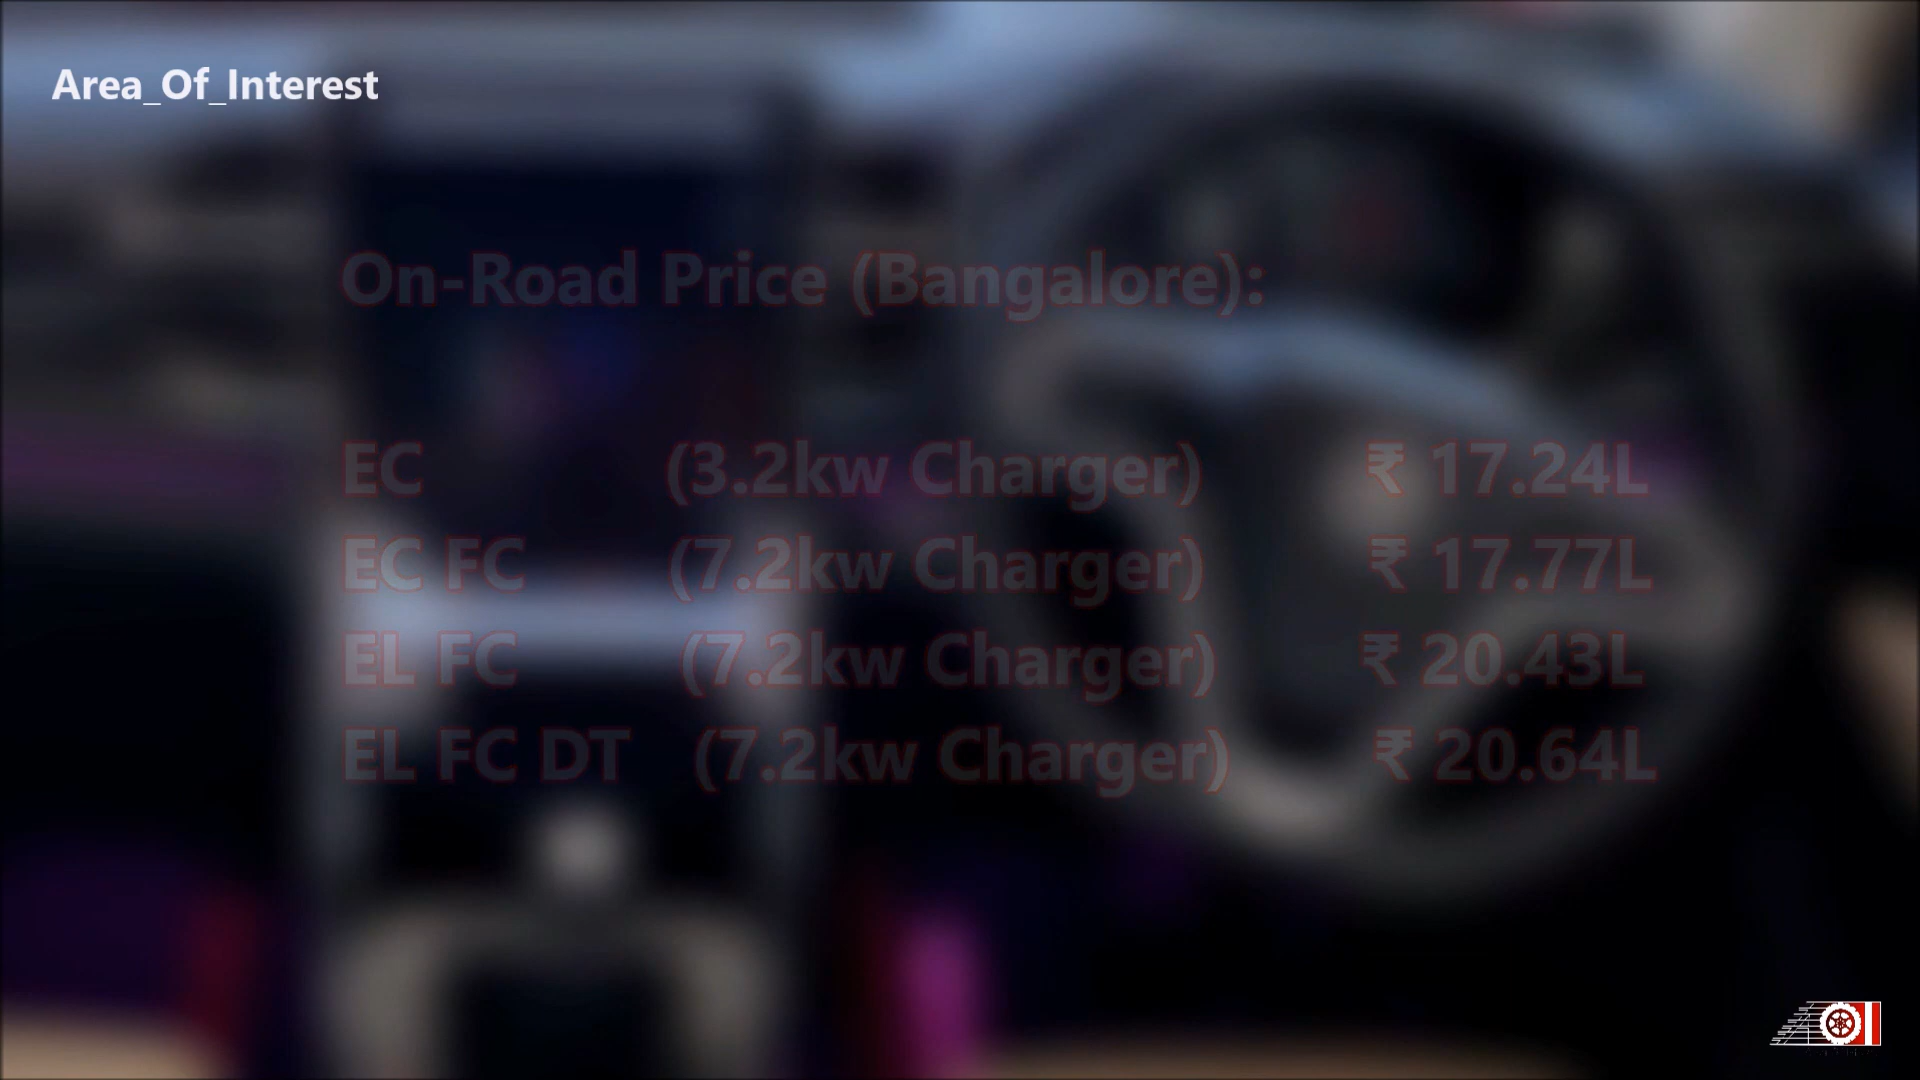 Area_Of_Interest
On-Road Price (Bangalore):
EC (3.2kw Charger) ₹ 17.24L
EC FC (7.2kw Charger) ₹ 17.77L
EL FC (7.2kw Charger) ₹ 20.43L
EL FC DT (7.2kw Charger) ₹ 20.64L